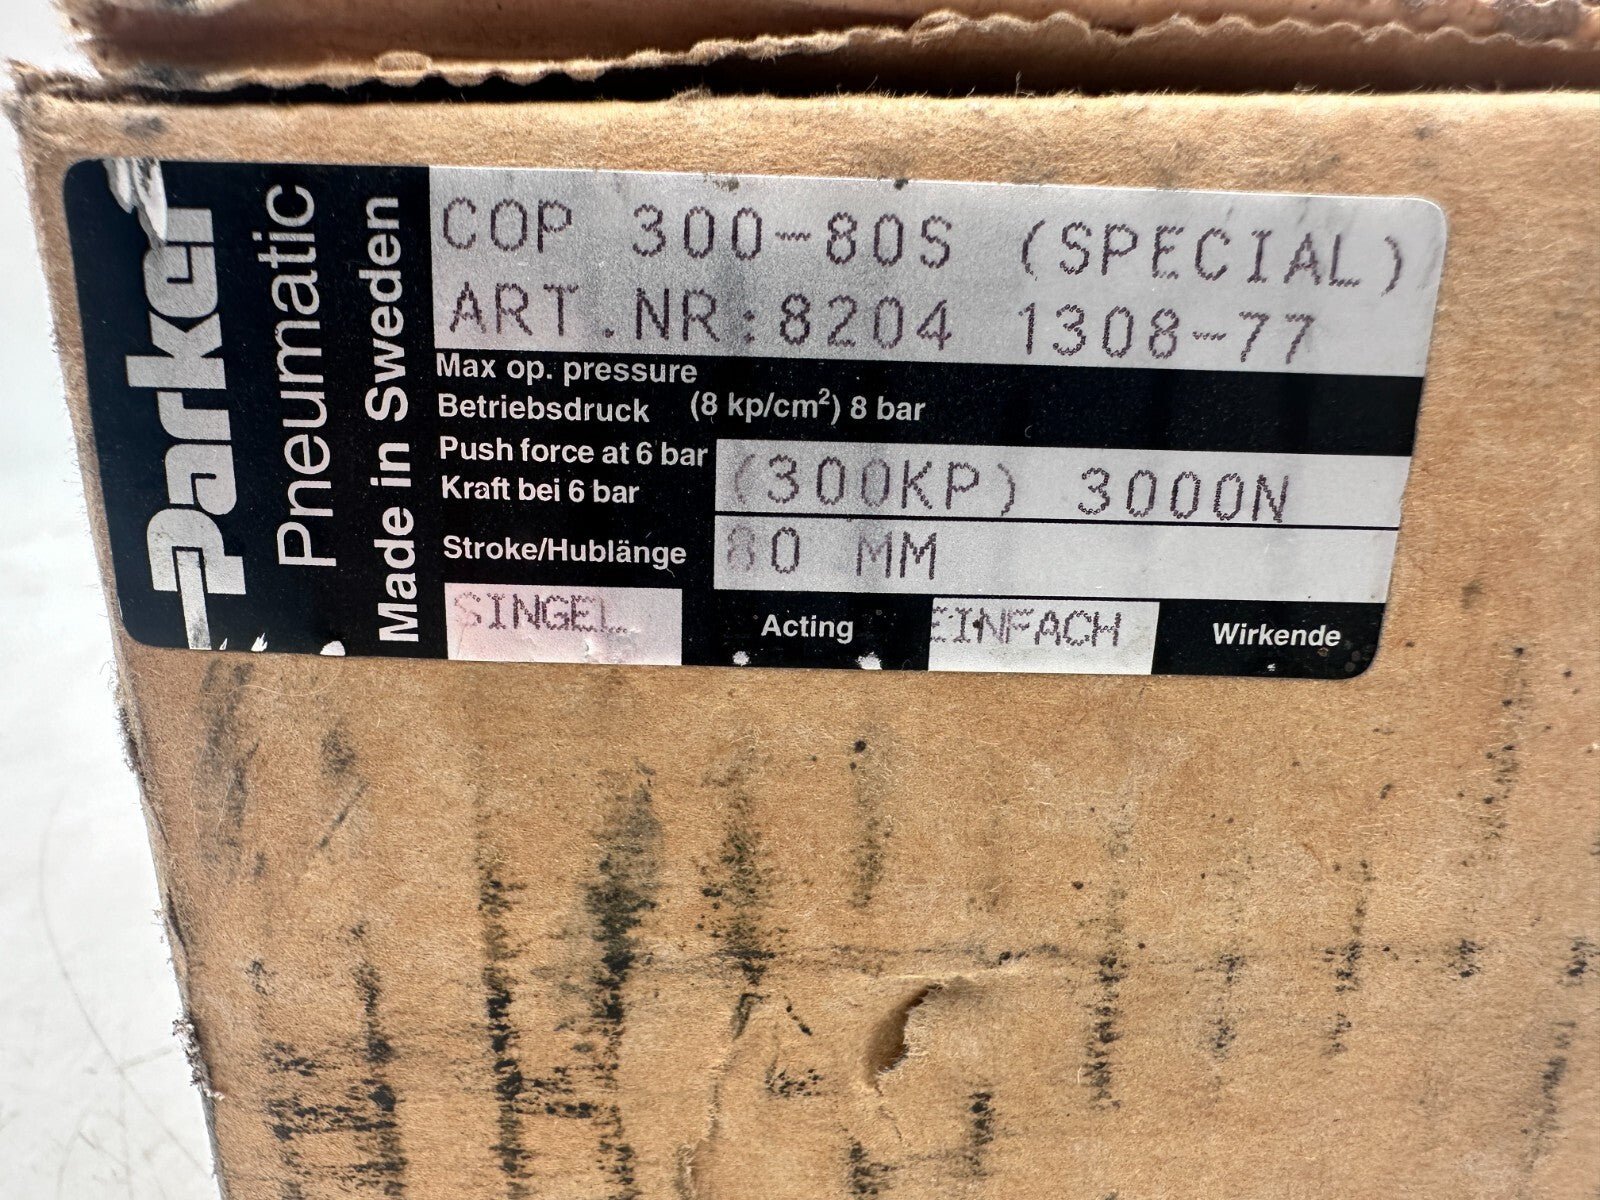 Parker
Pneumatic
Made in Sweden
COP 300-80S (SPECIAL)
ART.NR:8204 1308-77
Max op. pressure
Betriebsdruck (8 kp/cm²) 8 bar
Push force at 6 bar
Kraft bei 6 bar
(300KP) 3000N
Stroke/Hublänge 80 MM
SINGEL Acting EINFACH Wirkende